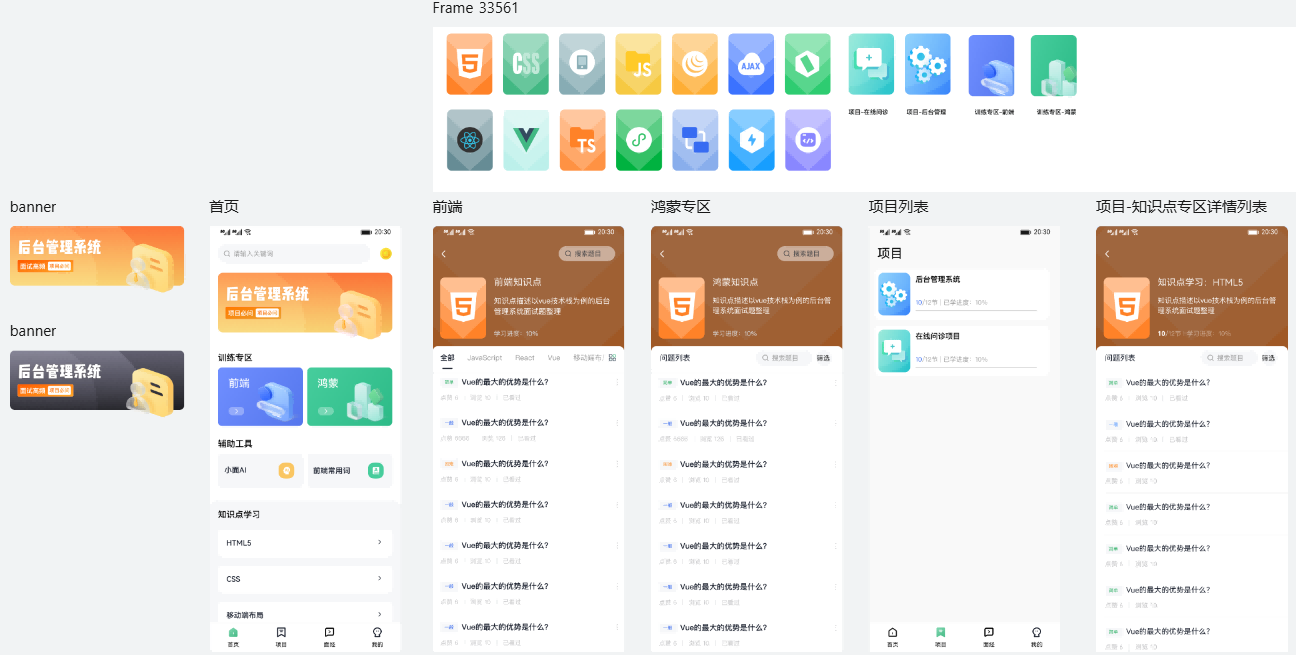 Frame 33561
CSS
JS
AJAX
项目-在线问诊
项目-后台管理
训练专区-前端
训练专区-鸿蒙
TS
banner
后台管理系统
面试高频 项目必问
banner
后台管理系统
面试高频 项目必问
首页
20:30
请输入关键词
后台管理系统
项目必问 项目必问
训练专区
前端
鸿蒙
辅助工具
小面AI
前端常用词
知识点学习
HTML5
CSS
移动端布局
首页
项目
面经
我的
前端
20:30
搜索题目
前端知识点
知识点描述以vue技术栈为例的后台
管理系统面试题整理
学习进度：10%
全部 JavaScript React Vue 移动端布局
简单 Vue的最大的优势是什么?
点赞 6 | 浏览 10 | 已看过
一般 Vue的最大的优势是什么?
点赞 6666 | 浏览 128 | 已看过
困难 Vue的最大的优势是什么?
点赞 6 | 浏览 10 | 已看过
一般 Vue的最大的优势是什么?
点赞 6 | 浏览 10 | 已看过
一般 Vue的最大的优势是什么?
点赞 6 | 浏览 10 | 已看过
一般 Vue的最大的优势是什么?
点赞 6 | 浏览 10 | 已看过
一般 Vue的最大的优势是什么?
点赞 6 | 浏览 10 | 已看过
鸿蒙专区
20:30
搜索题目
鸿蒙知识点
知识点描述以vue技术栈为例的后台管
理系统面试题整理
学习进度：10%
问题列表
搜索题目
筛选
简单 Vue的最大的优势是什么?
点赞 6 | 浏览 10 | 已看过
一般 Vue的最大的优势是什么?
点赞 6666 | 浏览 128 | 已看过
困难 Vue的最大的优势是什么?
点赞 6 | 浏览 10 | 已看过
一般 Vue的最大的优势是什么?
点赞 6 | 浏览 10 | 已看过
一般 Vue的最大的优势是什么?
点赞 6 | 浏览 10 | 已看过
一般 Vue的最大的优势是什么?
点赞 6 | 浏览 10 | 已看过
一般 Vue的最大的优势是什么?
点赞 6 | 浏览 10 | 已看过
项目列表
20:30
项目
后台管理系统
10/12节 | 已学进度：10%
在线问诊项目
10/12节 | 已学进度：10%
首页
项目
面经
我的
项目-知识点专区详情列表
20:30
知识点学习：HTML5
知识点描述以vue技术栈为例的后台管
理系统面试题整理
10/12节 | 学习进度：10%
问题列表
搜索题目
筛选
简单 Vue的最大的优势是什么?
点赞 6 | 浏览 10 | 已看过
一般 Vue的最大的优势是什么?
点赞 6 | 浏览 10 | 已看过
困难 Vue的最大的优势是什么?
点赞 6 | 浏览 10
简单 Vue的最大的优势是什么?
点赞 6 | 浏览 10
简单 Vue的最大的优势是什么?
点赞 6 | 浏览 10
简单 Vue的最大的优势是什么?
点赞 6 | 浏览 10
简单 Vue的最大的优势是什么?
点赞 6 | 浏览 10